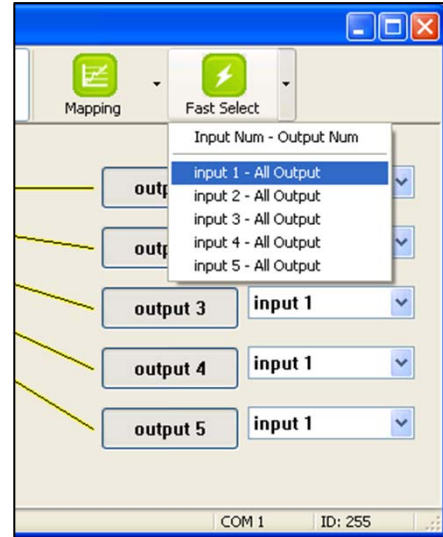 Mapping
Fast Select
Input Num - Output Num
input 1 - All Output
input 2 - All Output
input 3 - All Output
input 4 - All Output
input 5 - All Output
output 3 input 1
output 4 input 1
output 5 input 1
COM 1 ID: 255